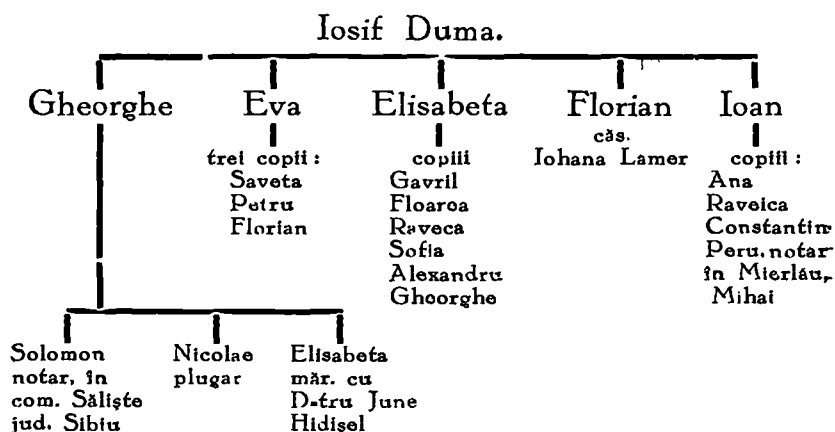 Iosif Duma.
Gheorghe
Eva
Elisabeta
Florian
Ioan
trei copii :
Saveta
Petru
Florian
copiii
Gavril
Floarea
Raveca
Sofia
Alexandru
Gheorghe
căs.
Iohana Lamer
copiii :
Ana
Raveica
Constantin
Peru. notar
în Mierlău,
Mihai
Solomon
notar, în
com. Săliște
jud. Sibiu
Nicolae
plugar
Elisabeta
măr. cu
D-tru June
Hidișel